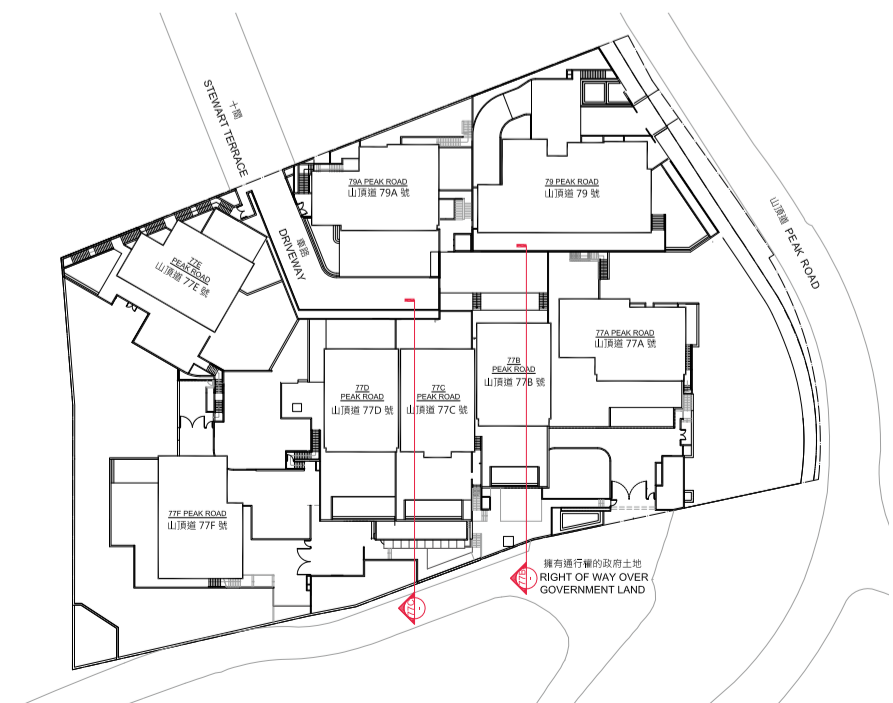 十間
STEWART TERRACE
79A PEAK ROAD
山頂道 79A 號
79 PEAK ROAD
山頂道 79 號
山頂道 PEAK ROAD
車路
DRIVEWAY
77E
PEAK ROAD
山頂道 77E 號
77A PEAK ROAD
山頂道 77A 號
77B
PEAK ROAD
山頂道 77B 號
77D
PEAK ROAD
山頂道 77D 號
77C
PEAK ROAD
山頂道 77C 號
77F PEAK ROAD
山頂道 77F 號
擁有通行權的政府土地
RIGHT OF WAY OVER
GOVERNMENT LAND
77B
77C